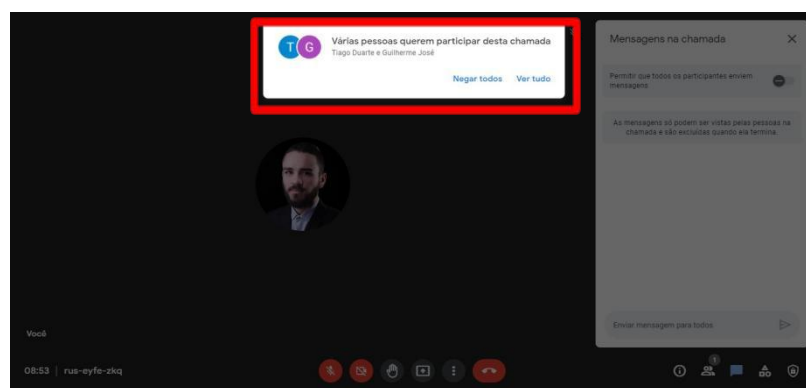 T G
Várias pessoas querem participar desta chamada
Tiago Duarte e Guilherme José
Negar todos Ver tudo
Mensagens na chamada
Permitir que todos os participantes enviem
mensagens
As mensagens só podem ser vistas pelas pessoas na
chamada e são excluídas quando ela termina.
Enviar mensagem para todos
Você
08:53 | rus-eyfe-zkq
1